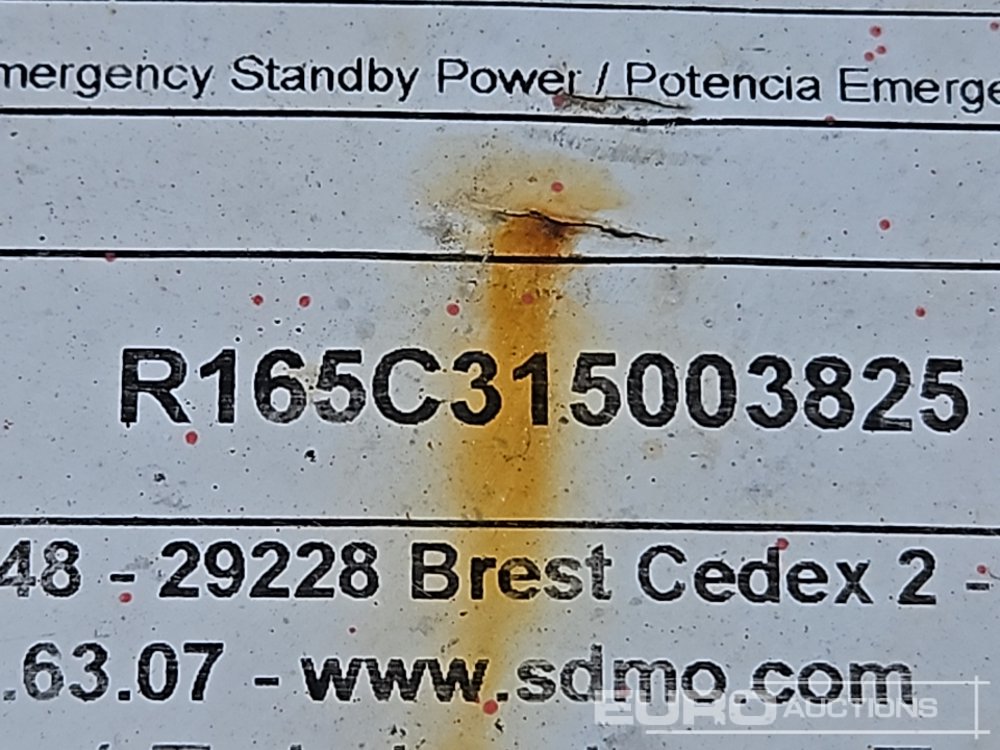 mergency Standby Power / Potencia Emerge
R165C315003825
48 - 29228 Brest Cedex 2 -
.63.07 - www.sdmo.com
EURO AUCTIONS